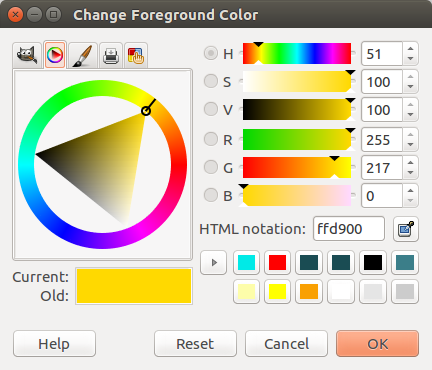 Change Foreground Color
H 51
S 100
V 100
R 255
G 217
B 0
HTML notation: ffd900
Current:
Old:
Help Reset Cancel OK